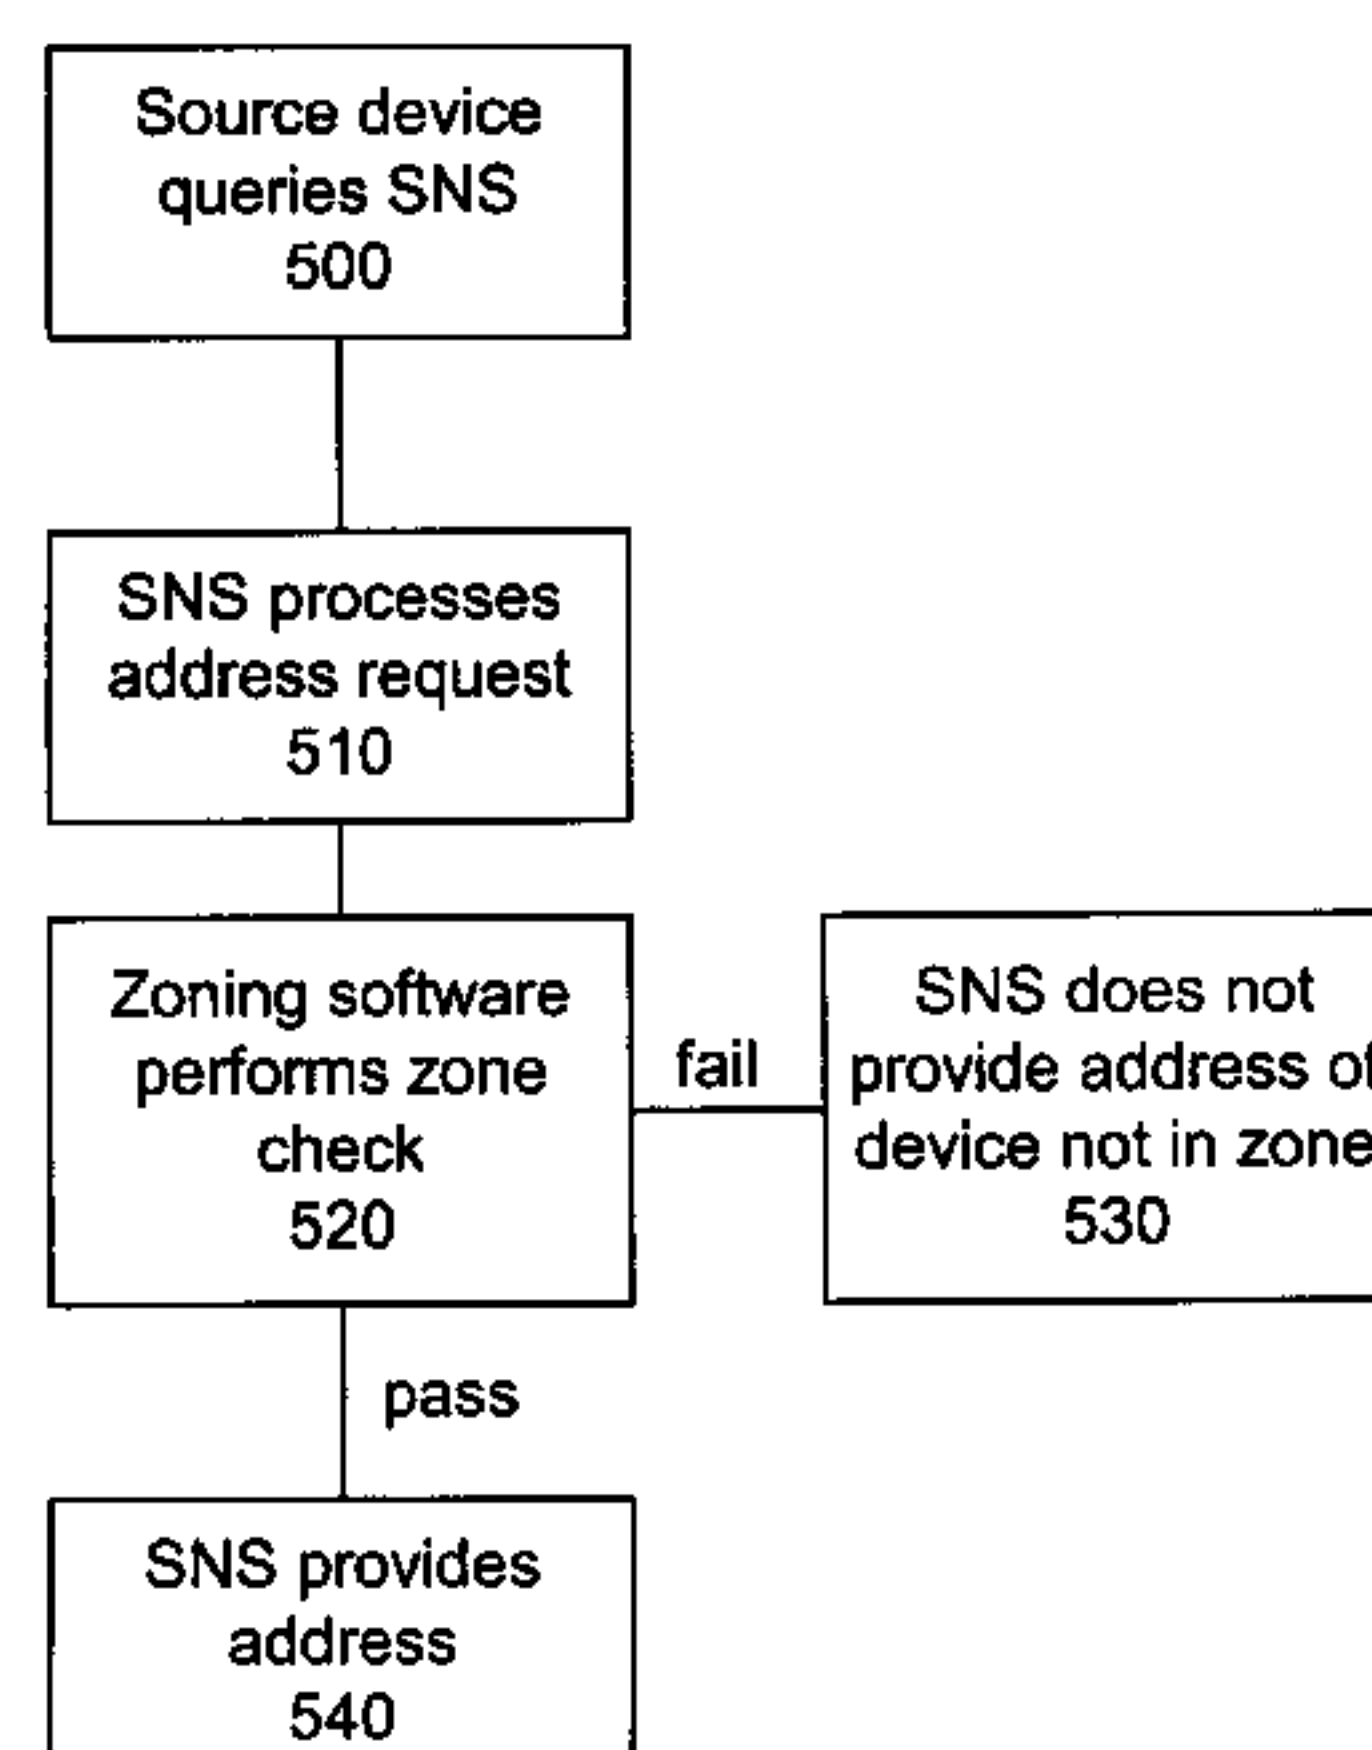 Source device
queries SNS
500
SNS processes
address request
510
Zoning software
performs zone
check
520
fail
SNS does not
provide address of
device not in zone
530
pass
SNS provides
address
540